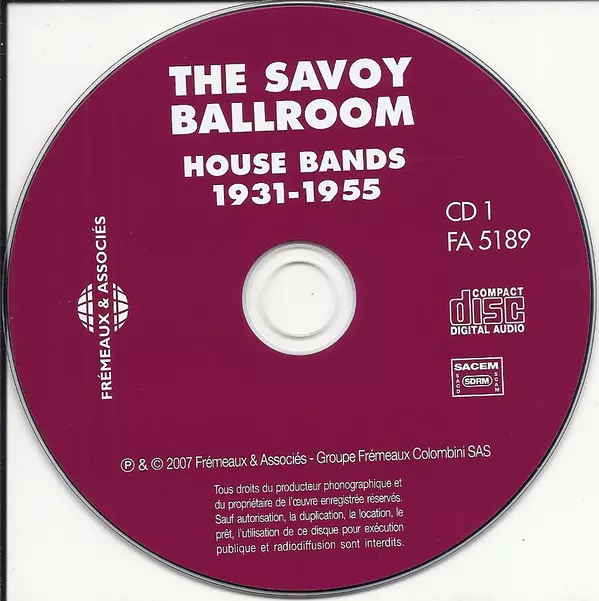 THE SAVOY
BALLROOM
HOUSE BANDS
1931-1955
CD 1
FA 5189
FRÉMEAUX & ASSOCIÉS
COMPACT
disc
DIGITAL AUDIO
SACEM
SACD
SDRM
SCAM
℗ & © 2007 Frémeaux & Associés - Groupe Frémeaux Colombini SAS
Tous droits du producteur phonographique et
du propriétaire de l'œuvre enregistrée réservés.
Sauf autorisation, la duplication, la location, le
prêt, l'utilisation de ce disque pour exécution
publique et radiodiffusion sont interdits.